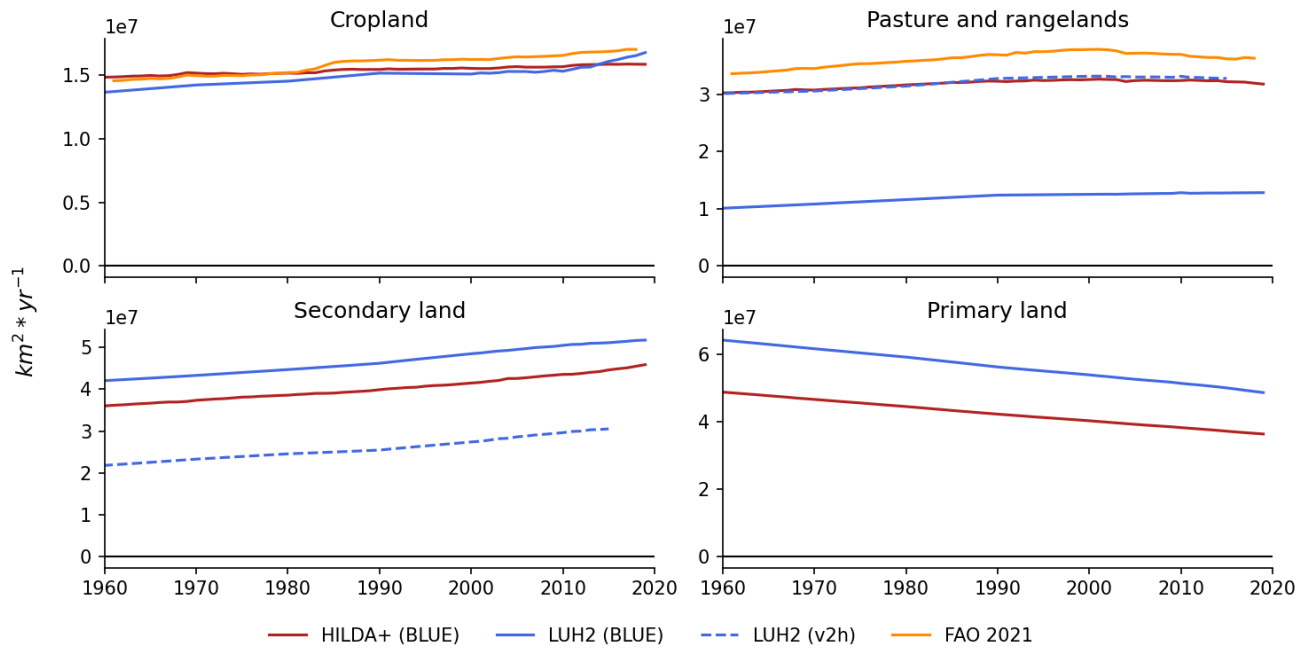 Cropland
1e7
1.5
1.0
0.5
0.0
Pasture and rangelands
1e7
3
2
1
0
km² * yr⁻¹
Secondary land
1e7
5
4
3
2
1
0
1960 1970 1980 1990 2000 2010 2020
Primary land
1e7
6
4
2
0
1960 1970 1980 1990 2000 2010 2020
HILDA+ (BLUE) LUH2 (BLUE) LUH2 (v2h) FAO 2021